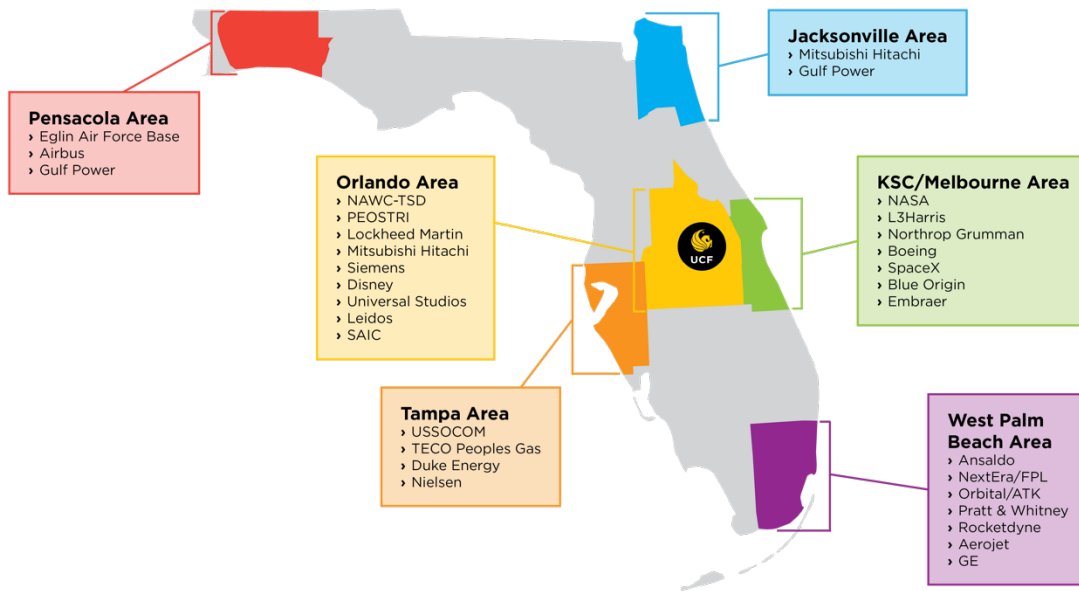 Jacksonville Area
› Mitsubishi Hitachi
› Gulf Power
Pensacola Area
› Eglin Air Force Base
› Airbus
› Gulf Power
Orlando Area
› NAWC-TSD
› PEOSTRI
› Lockheed Martin
› Mitsubishi Hitachi
› Siemens
› Disney
› Universal Studios
› Leidos
› SAIC
UCF
KSC/Melbourne Area
› NASA
› L3Harris
› Northrop Grumman
› Boeing
› SpaceX
› Blue Origin
› Embraer
Tampa Area
› USSOCOM
› TECO Peoples Gas
› Duke Energy
› Nielsen
West Palm
Beach Area
› Ansaldo
› NextEra/FPL
› Orbital/ATK
› Pratt & Whitney
› Rocketdyne
› Aerojet
› GE